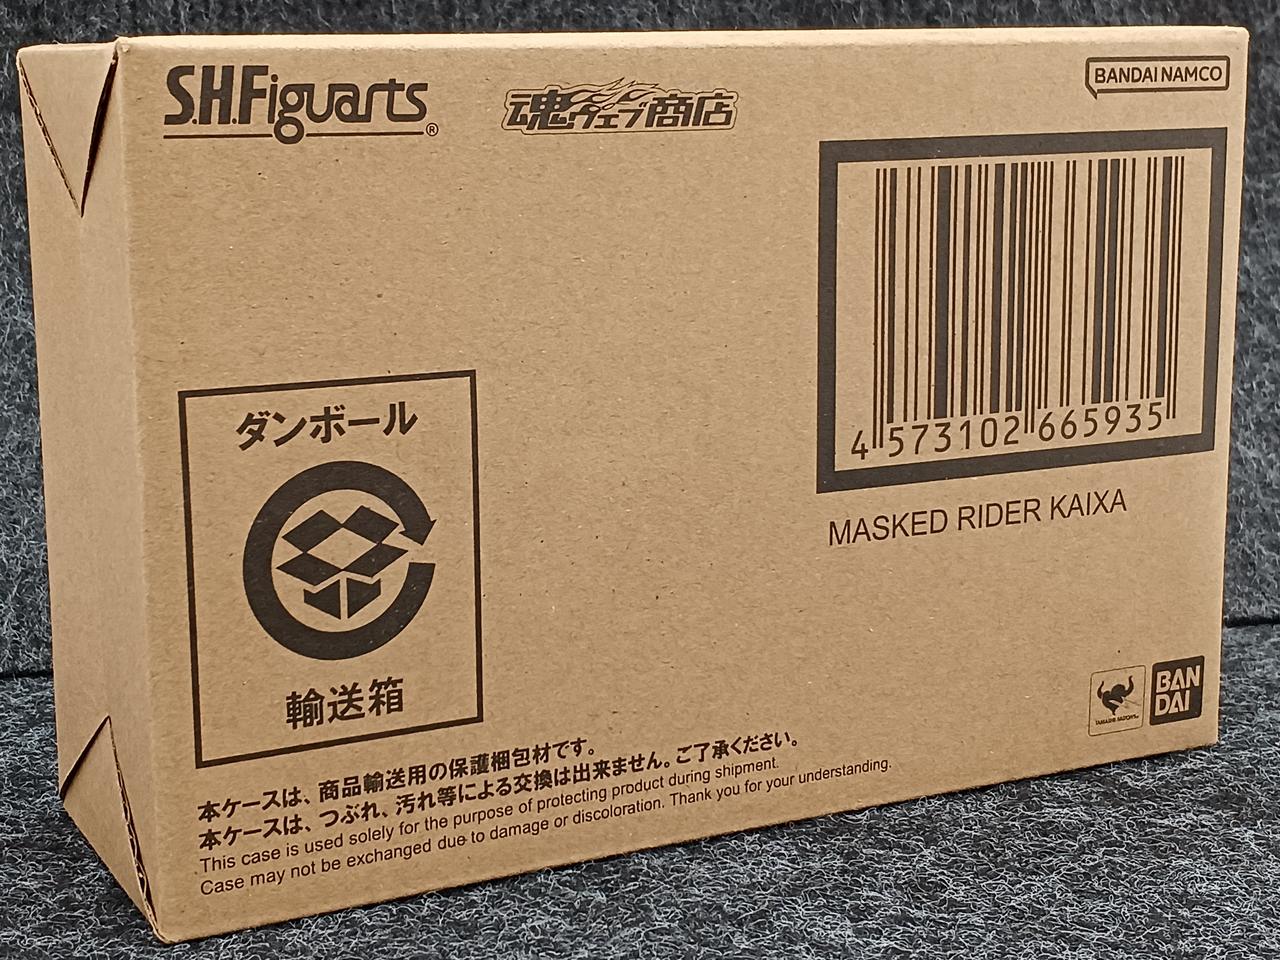 S.H.Figuarts®
魂ウェブ商店
BANDAI NAMCO
4 573102 665935
MASKED RIDER KAIXA
ダンボール
輸送箱
TAMASHII NATIONS
BAN
DAI
本ケースは、商品輸送用の保護梱包材です。
本ケースは、つぶれ、汚れ等による交換は出来ません。ご了承ください。
This case is used solely for the purpose of protecting product during shipment.
Case may not be exchanged due to damage or discoloration. Thank you for your understanding.